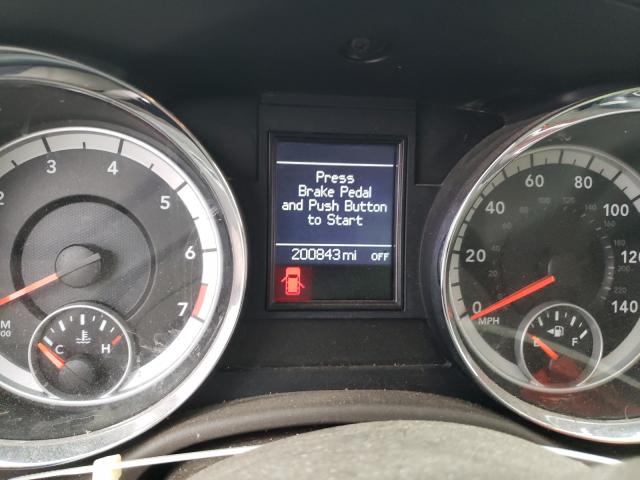 Press
Brake Pedal
and Push Button
to Start
200843 mi OFF
2 3 4 5 6 7
C H
0 20 40 60 80 100 120 140
MPH
E F